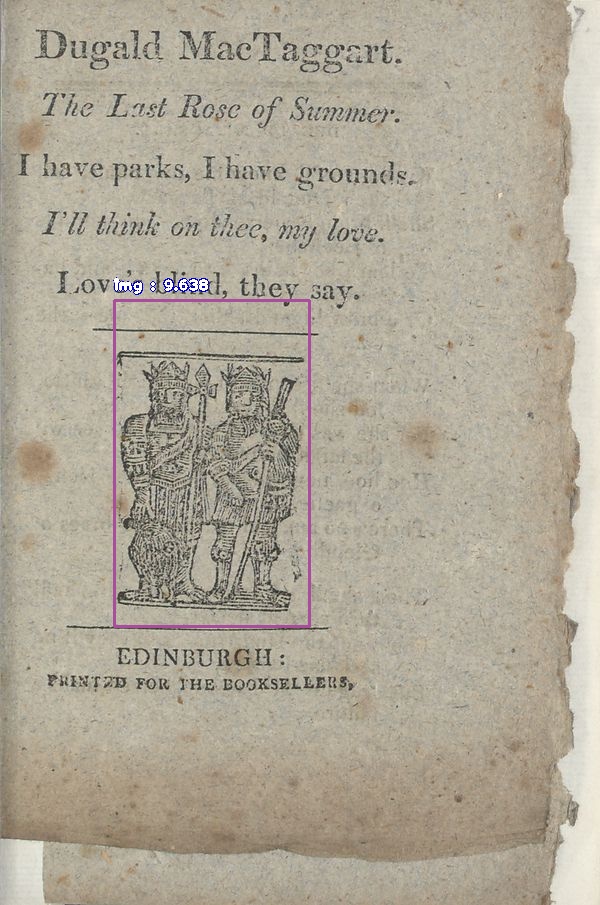 Dugald MacTaggart.
The Last Rose of Summer.
I have parks, I have grounds.
I'll think on thee, my love.
Love's blind, they say.
img : 9.638
EDINBURGH:
PRINTED FOR THE BOOKSELLERS,